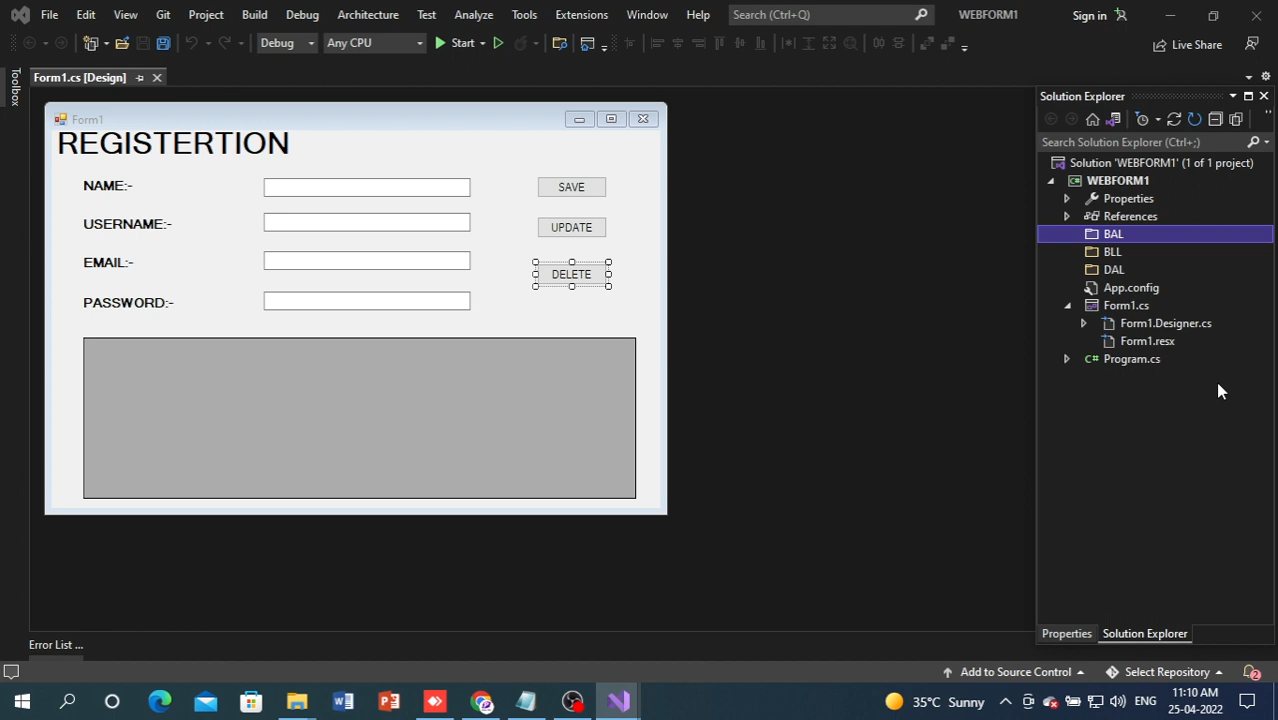 File Edit View Git Project Build Debug Architecture Test Analyze Tools Extensions Window Help Search (Ctrl+Q) WEBFORM1 Sign in
Debug Any CPU Start Live Share
Toolbox
Form1.cs [Design]
Form1
REGISTERTION
NAME:- SAVE
USERNAME:- UPDATE
EMAIL:- DELETE
PASSWORD:-
Solution Explorer
Search Solution Explorer (Ctrl+;)
Solution 'WEBFORM1' (1 of 1 project)
WEBFORM1
Properties
References
BAL
BLL
DAL
App.config
Form1.cs
Form1.Designer.cs
Form1.resx
C# Program.cs
Properties Solution Explorer
Error List ...
Add to Source Control Select Repository 2
35°C Sunny ENG 11:10 AM
25-04-2022